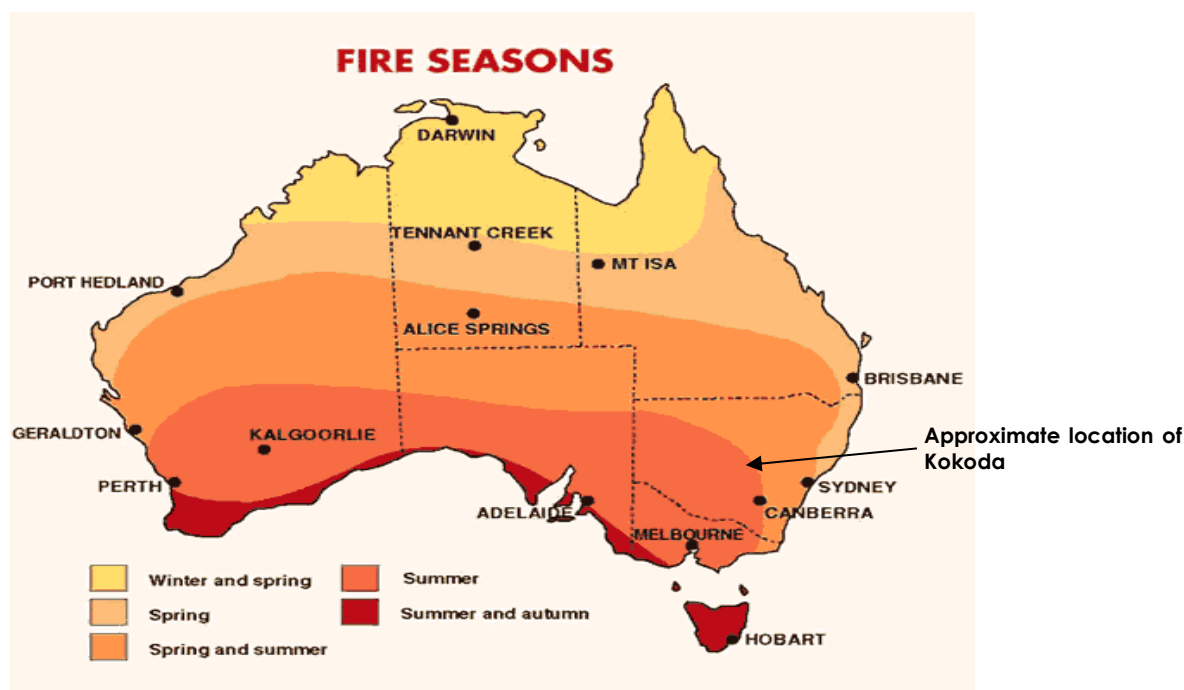 FIRE SEASONS
DARWIN
TENNANT CREEK
MT ISA
PORT HEDLAND
ALICE SPRINGS
BRISBANE
GERALDTON
KALGOORLIE
Approximate location of
Kokoda
PERTH
SYDNEY
ADELAIDE
CANBERRA
MELBOURNE
Winter and spring
Summer
Spring
Summer and autumn
Spring and summer
HOBART